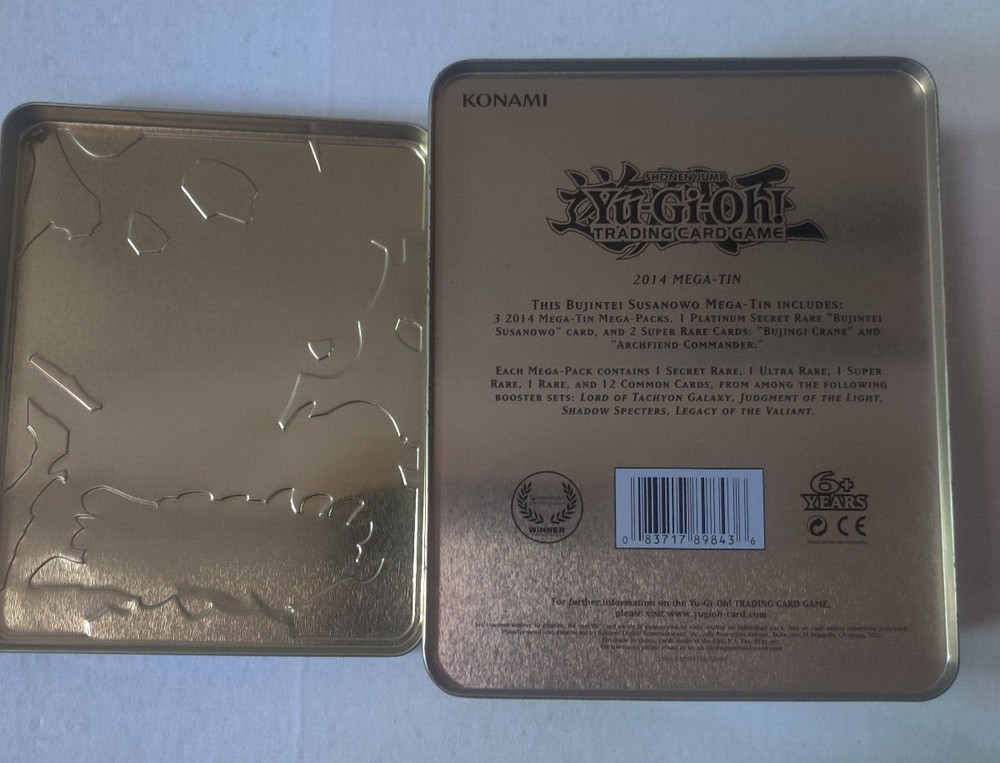 KONAMI
SHONEN JUMP
遊☆戯☆王
Yu-Gi-Oh!
TRADING CARD GAME
2014 MEGA-TIN
THIS BUJINTEI SUSANOWO MEGA-TIN INCLUDES:
3 2014 MEGA-TIN MEGA-PACKS, 1 PLATINUM SECRET RARE "BUJINTEI
SUSANOWO" CARD, AND 2 SUPER RARE CARDS: "BUJINGI CRANE" AND
"ARCHFIEND COMMANDER."
EACH MEGA-PACK CONTAINS 1 SECRET RARE, 1 ULTRA RARE, 1 SUPER
RARE, 1 RARE, AND 12 COMMON CARDS, FROM AMONG THE FOLLOWING
BOOSTER SETS: LORD OF TACHYON GALAXY, JUDGMENT OF THE LIGHT,
SHADOW SPECTERS, LEGACY OF THE VALIANT.
WINNER
0 83717 89843 6
6+
YEARS
CE
For further information on the Yu-Gi-Oh! TRADING CARD GAME,
please visit www.yugioh-card.com